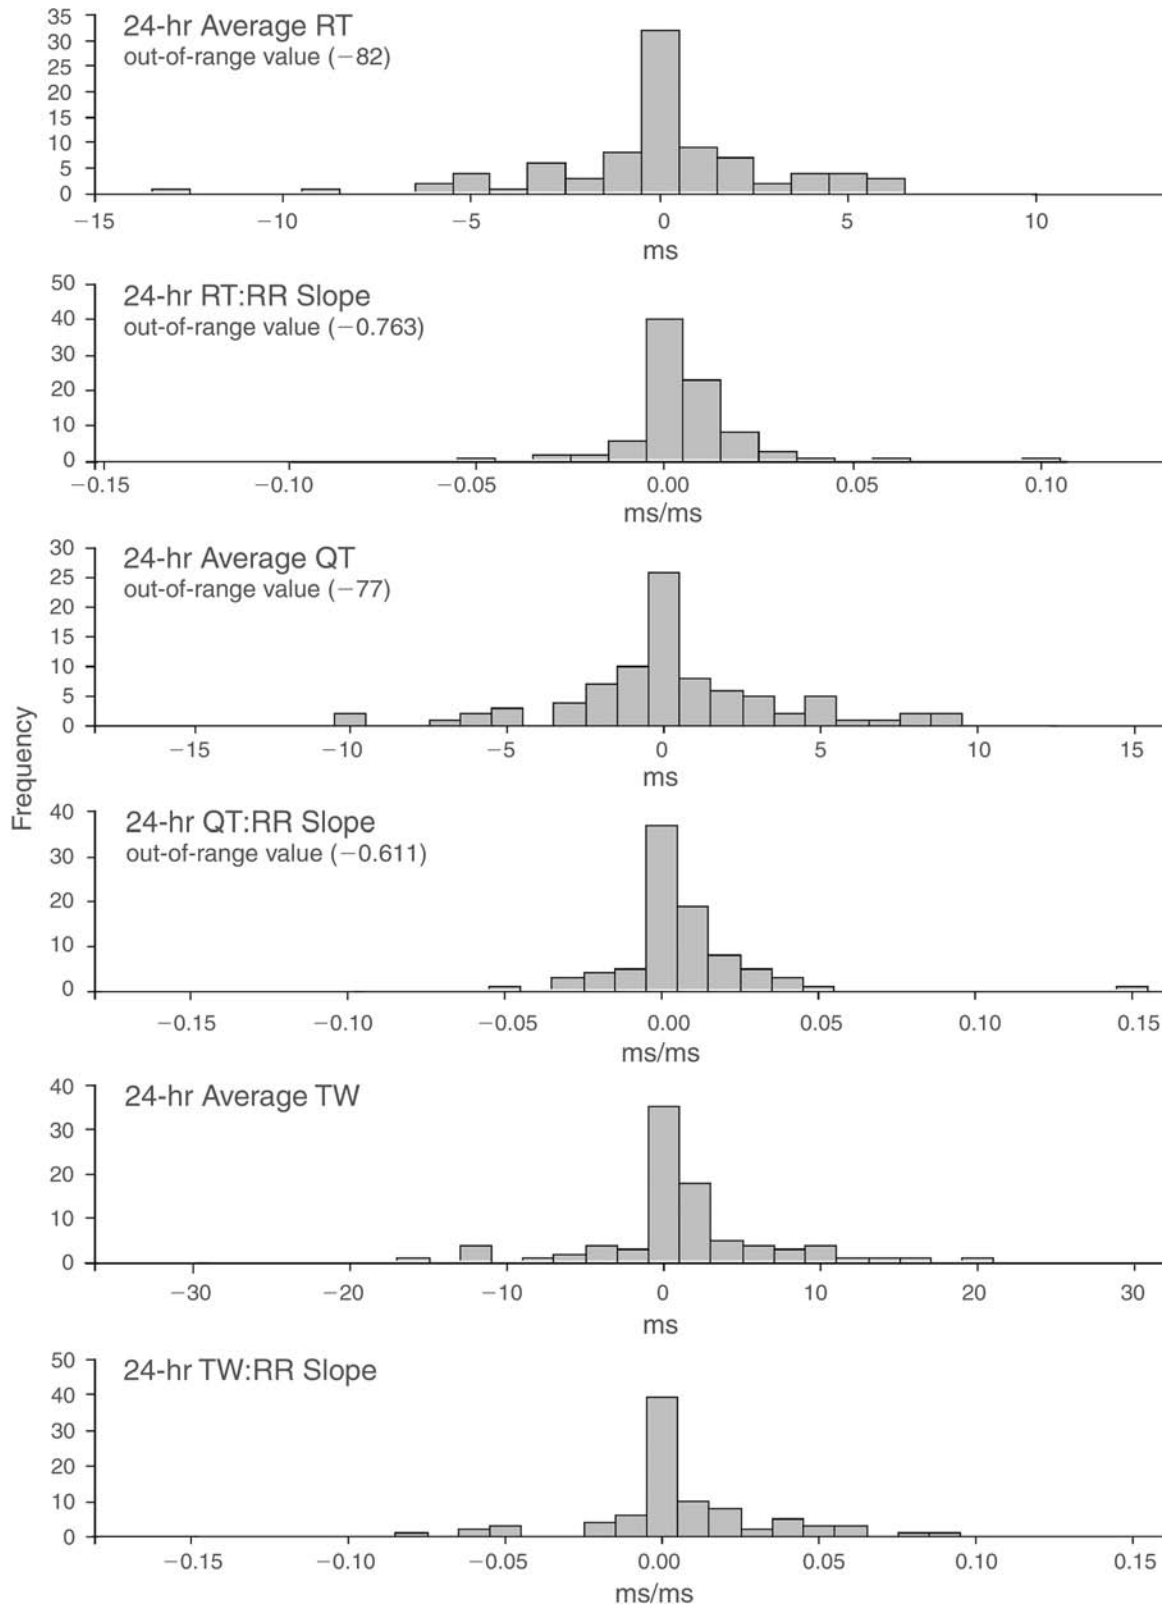 24-hr Average RT
out-of-range value (−82)
35
30
25
20
15
10
5
0
−15 −10 −5 0 5 10
ms
24-hr RT:RR Slope
out-of-range value (−0.763)
50
40
30
20
10
0
−0.15 −0.10 −0.05 0.00 0.05 0.10
ms/ms
24-hr Average QT
out-of-range value (−77)
30
25
20
15
10
5
0
−15 −10 −5 0 5 10 15
ms
Frequency
24-hr QT:RR Slope
out-of-range value (−0.611)
40
30
20
10
0
−0.15 −0.10 −0.05 0.00 0.05 0.10 0.15
ms/ms
24-hr Average TW
40
30
20
10
0
−30 −20 −10 0 10 20 30
ms
24-hr TW:RR Slope
50
40
30
20
10
0
−0.15 −0.10 −0.05 0.00 0.05 0.10 0.15
ms/ms